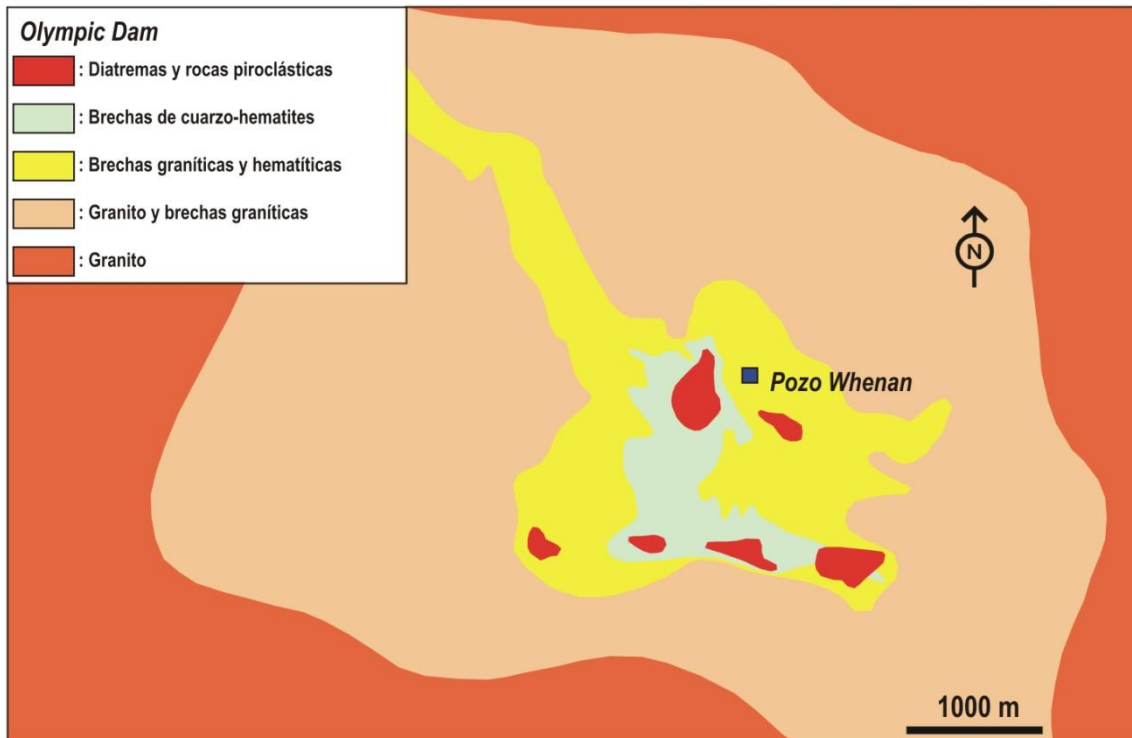 Olympic Dam
: Diatremas y rocas piroclásticas
: Brechas de cuarzo-hematites
: Brechas graníticas y hematíticas
: Granito y brechas graníticas
: Granito
N
Pozo Whenan
1000 m